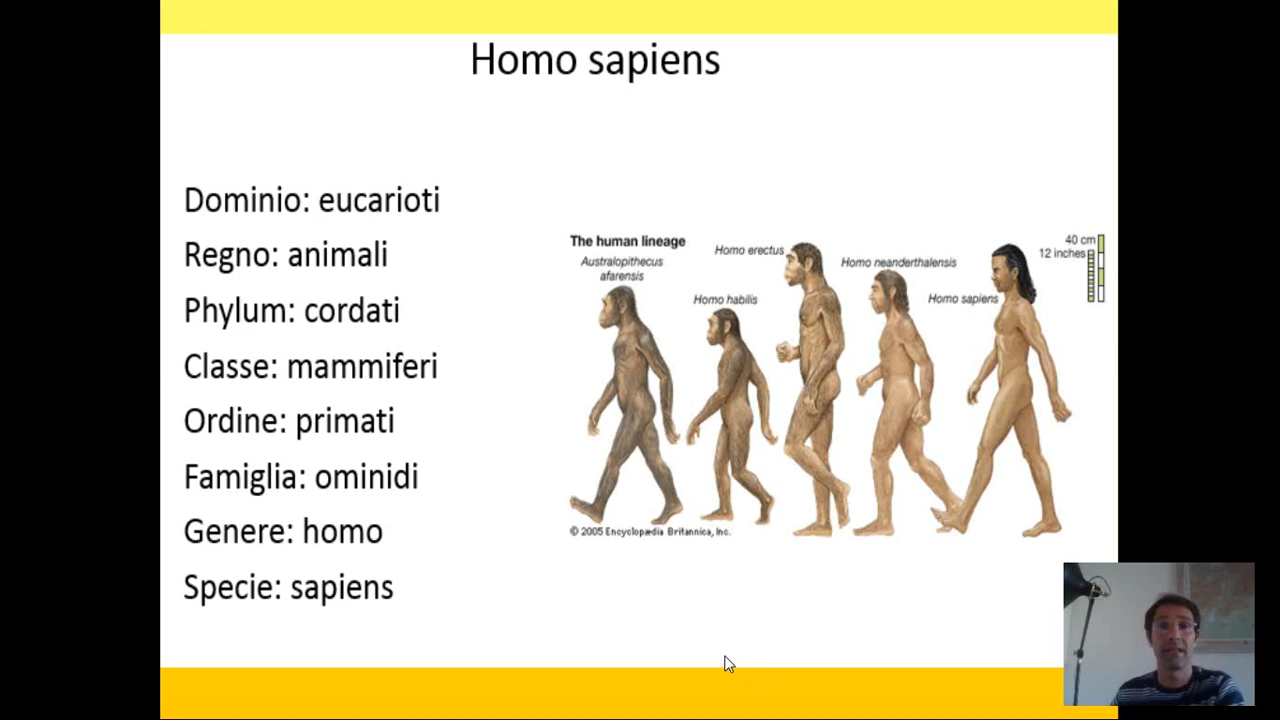 Homo sapiens
Dominio: eucarioti
Regno: animali
Phylum: cordati
Classe: mammiferi
Ordine: primati
Famiglia: ominidi
Genere: homo
Specie: sapiens
The human lineage
Australopithecus
afarensis
Homo habilis
Homo erectus
Homo neanderthalensis
Homo sapiens
40 cm
12 inches
© 2005 Encyclopædia Britannica, Inc.